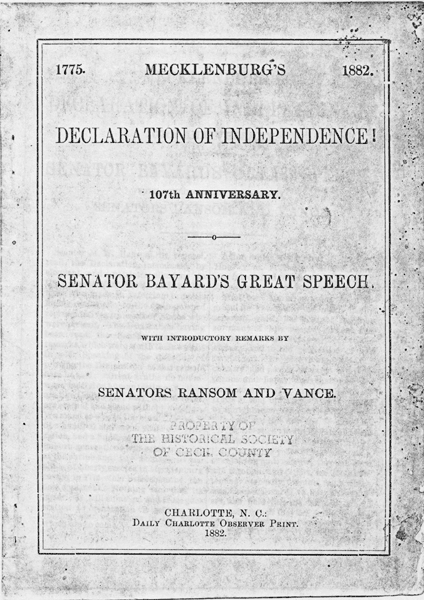 1775. MECKLENBURG'S 1882.
DECLARATION OF INDEPENDENCE!
107th ANNIVERSARY.
SENATOR BAYARD'S GREAT SPEECH.
WITH INTRODUCTORY REMARKS BY
SENATORS RANSOM AND VANCE.
PROPERTY OF
THE HISTORICAL SOCIETY
OF CECIL COUNTY
CHARLOTTE, N. C.:
DAILY CHARLOTTE OBSERVER PRINT.
1882.